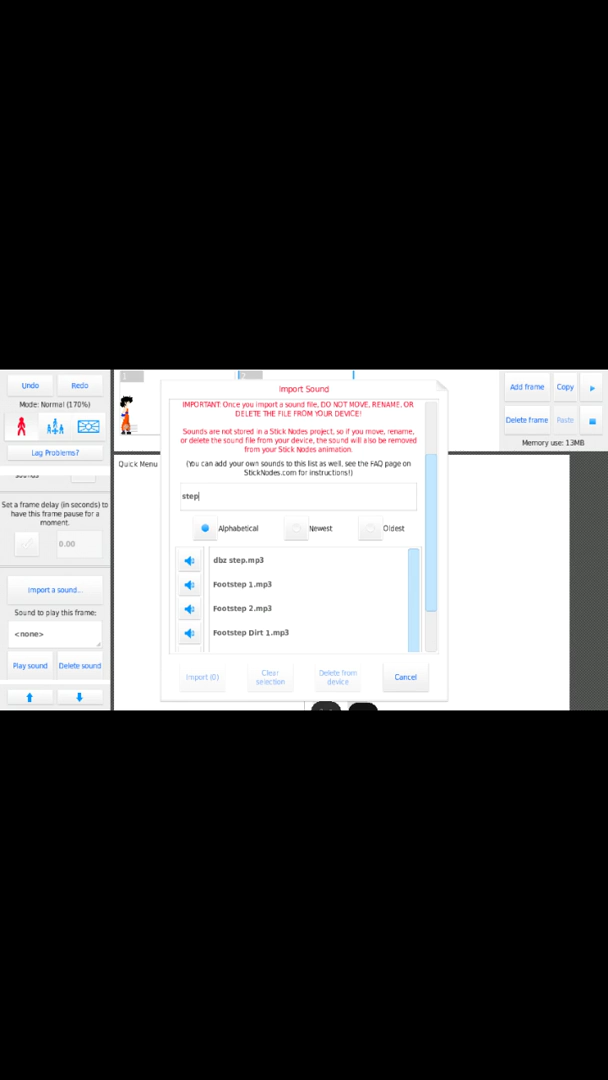 Undo
Redo
Mode: Normal (170%)
Lag Problems?
sounds
Set a frame delay (in seconds) to
have this frame pause for a
moment.
0.00
Import a sound...
Sound to play this frame:
<none>
Play sound
Delete sound
1
2
Quick Menu
Import Sound
IMPORTANT: Once you import a sound file, DO NOT MOVE, RENAME, OR
DELETE THE FILE FROM YOUR DEVICE!
Sounds are not stored in a Stick Nodes project, so if you move, rename,
or delete the sound file from your device, the sound will also be removed
from your Stick Nodes animation.
(You can add your own sounds to this list as well, see the FAQ page on
StickNodes.com for instructions!)
step
Alphabetical
Newest
Oldest
dbz step.mp3
Footstep 1.mp3
Footstep 2.mp3
Footstep Dirt 1.mp3
Import (0)
Clear
selection
Delete from
device
Cancel
Add frame
Copy
Delete frame
Paste
Memory use: 13MB